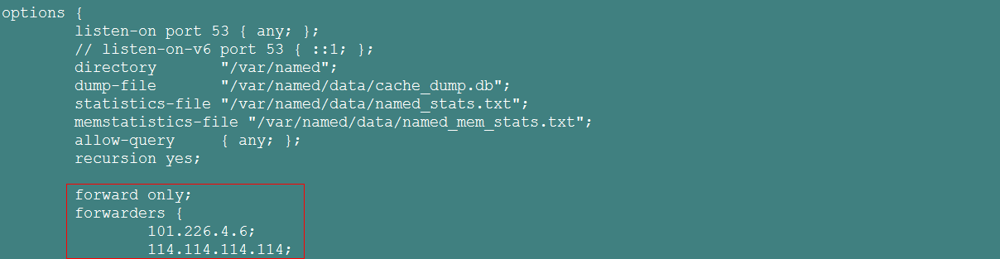 options {
listen-on port 53 { any; };
// listen-on-v6 port 53 { ::1; };
directory "/var/named";
dump-file "/var/named/data/cache_dump.db";
statistics-file "/var/named/data/named_stats.txt";
memstatistics-file "/var/named/data/named_mem_stats.txt";
allow-query { any; };
recursion yes;
forward only;
forwarders {
101.226.4.6;
114.114.114.114;